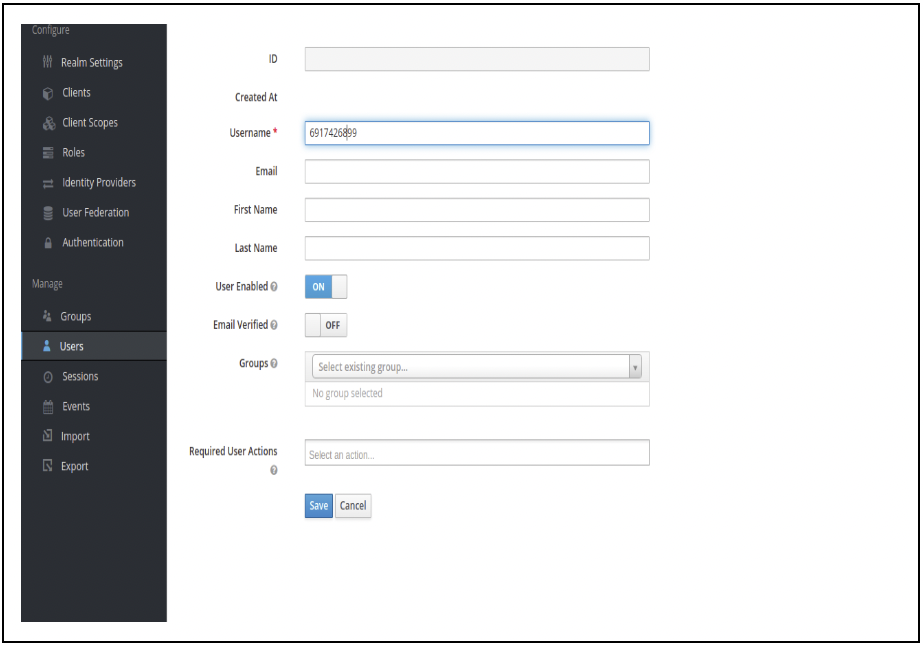 Configure
Realm Settings
Clients
Client Scopes
Roles
Identity Providers
User Federation
Authentication
Manage
Groups
Users
Sessions
Events
Import
Export
ID
Created At
Username * 6917426899
Email
First Name
Last Name
User Enabled ON
Email Verified OFF
Groups Select existing group...
No group selected
Required User Actions Select an action...
Save Cancel